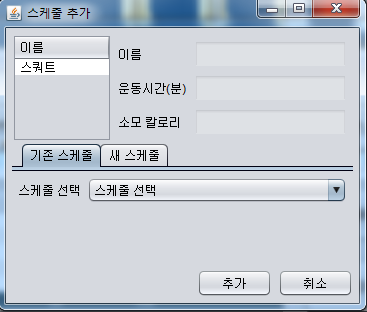 스케줄 추가
이름
스쿼트
이름
운동시간(분)
소모 칼로리
기존 스케줄 새 스케줄
스케줄 선택 스케줄 선택
추가 취소